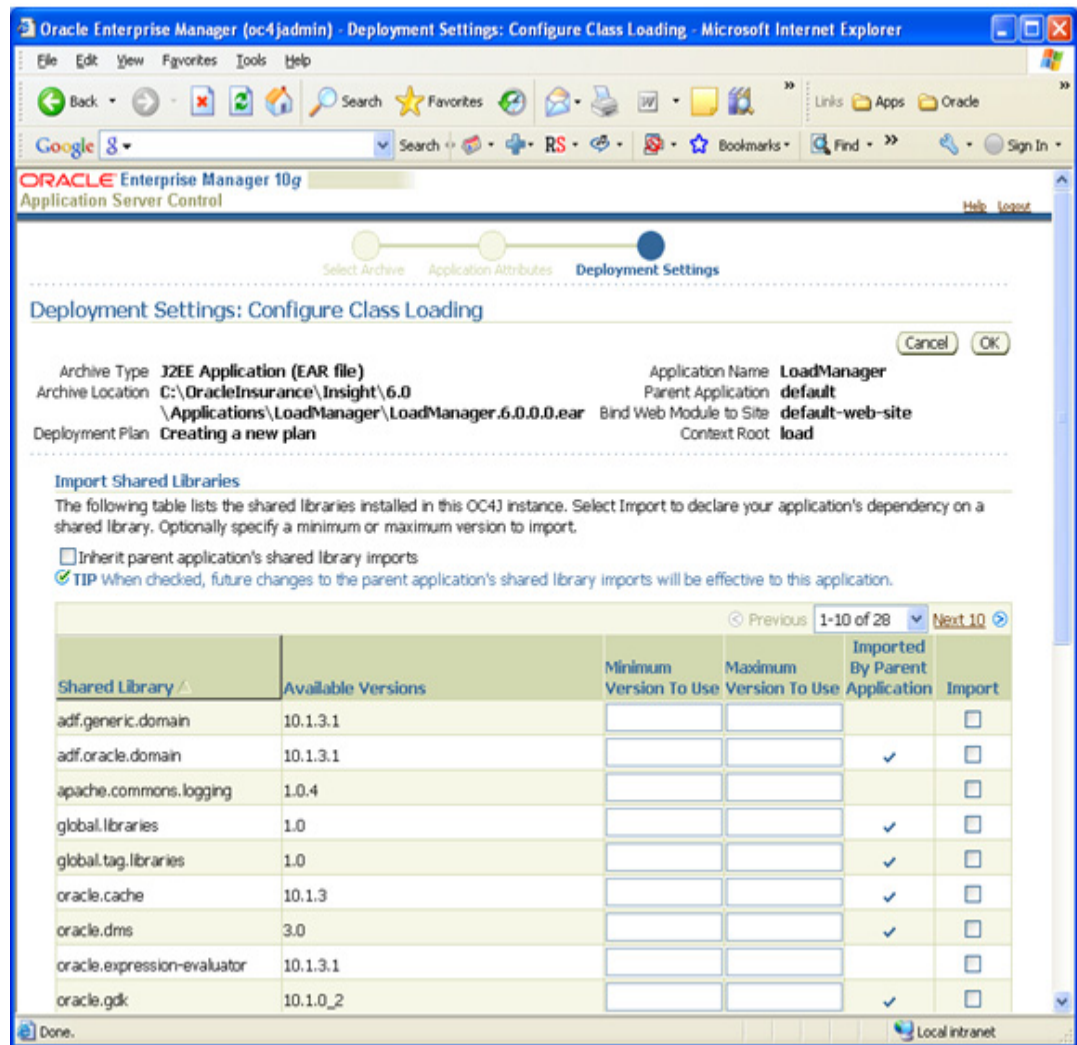 Oracle Enterprise Manager (oc4jadmin) - Deployment Settings: Configure Class Loading - Microsoft Internet Explorer
File Edit View Favorites Tools Help
Back Search Favorites Links Apps Oracle
Google Search RS Bookmarks Find Sign In
ORACLE Enterprise Manager 10g
Application Server Control
Help Logout
Select Archive Application Attributes Deployment Settings
Deployment Settings: Configure Class Loading
Cancel OK
Archive Type J2EE Application (EAR file) Application Name LoadManager
Archive Location C:\OracleInsurance\Insight\6.0 Parent Application default
\Applications\LoadManager\LoadManager.6.0.0.0.ear Bind Web Module to Site default-web-site
Deployment Plan Creating a new plan Context Root load
Import Shared Libraries
The following table lists the shared libraries installed in this OC4J instance. Select Import to declare your application's dependency on a
shared library. Optionally specify a minimum or maximum version to import.
Inherit parent application's shared library imports
TIP When checked, future changes to the parent application's shared library imports will be effective to this application.
Previous 1-10 of 28 Next 10
Shared Library Available Versions Minimum Version To Use Maximum Version To Use Imported By Parent Application Import
adf.generic.domain 10.1.3.1
adf.oracle.domain 10.1.3.1
apache.commons.logging 1.0.4
global.libraries 1.0
global.tag.libraries 1.0
oracle.cache 10.1.3
oracle.dms 3.0
oracle.expression-evaluator 10.1.3.1
oracle.gdk 10.1.0_2
Done. Local intranet